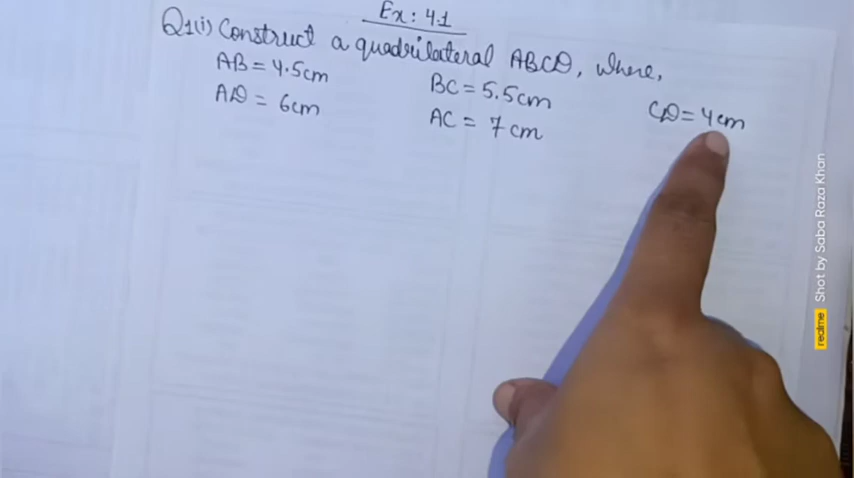 Ex: 4.1
Q1(i) Construct a quadrilateral ABCD, where,
AB = 4.5cm BC = 5.5cm CD = 4cm
AD = 6cm AC = 7cm
realme Shot by Saba Raza Khan